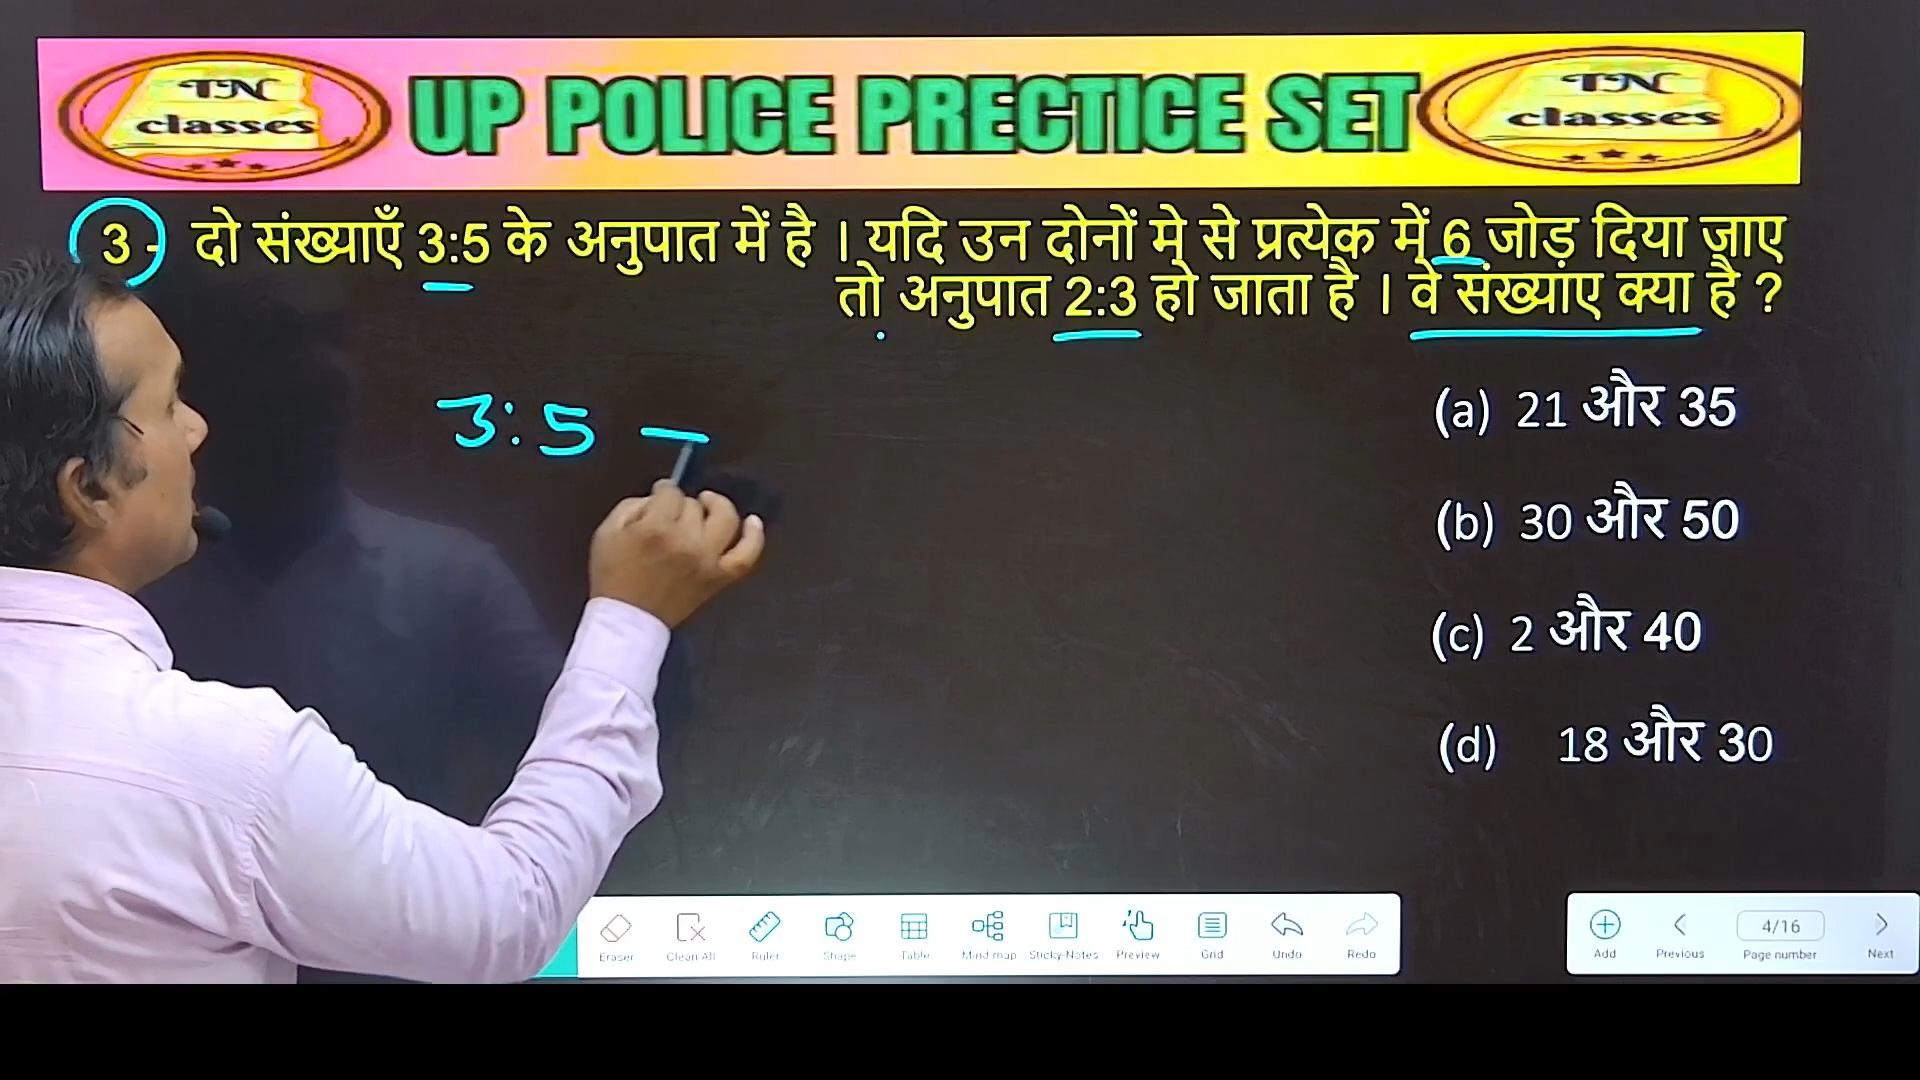 TN
classes
UP POLICE PRECTICE SET
TN
classes
3 - दो संख्याएँ 3:5 के अनुपात में है । यदि उन दोनों मे से प्रत्येक में 6 जोड़ दिया जाए
तो अनुपात 2:3 हो जाता है । वे संख्याए क्या है ?
3:5
(a) 21 और 35
(b) 30 और 50
(c) 2 और 40
(d) 18 और 30
Eraser
Clean All
Ruler
Shape
Table
Mind map
Sticky-Notes
Preview
Grid
Undo
Redo
Add
Previous
4/16
Page number
Next